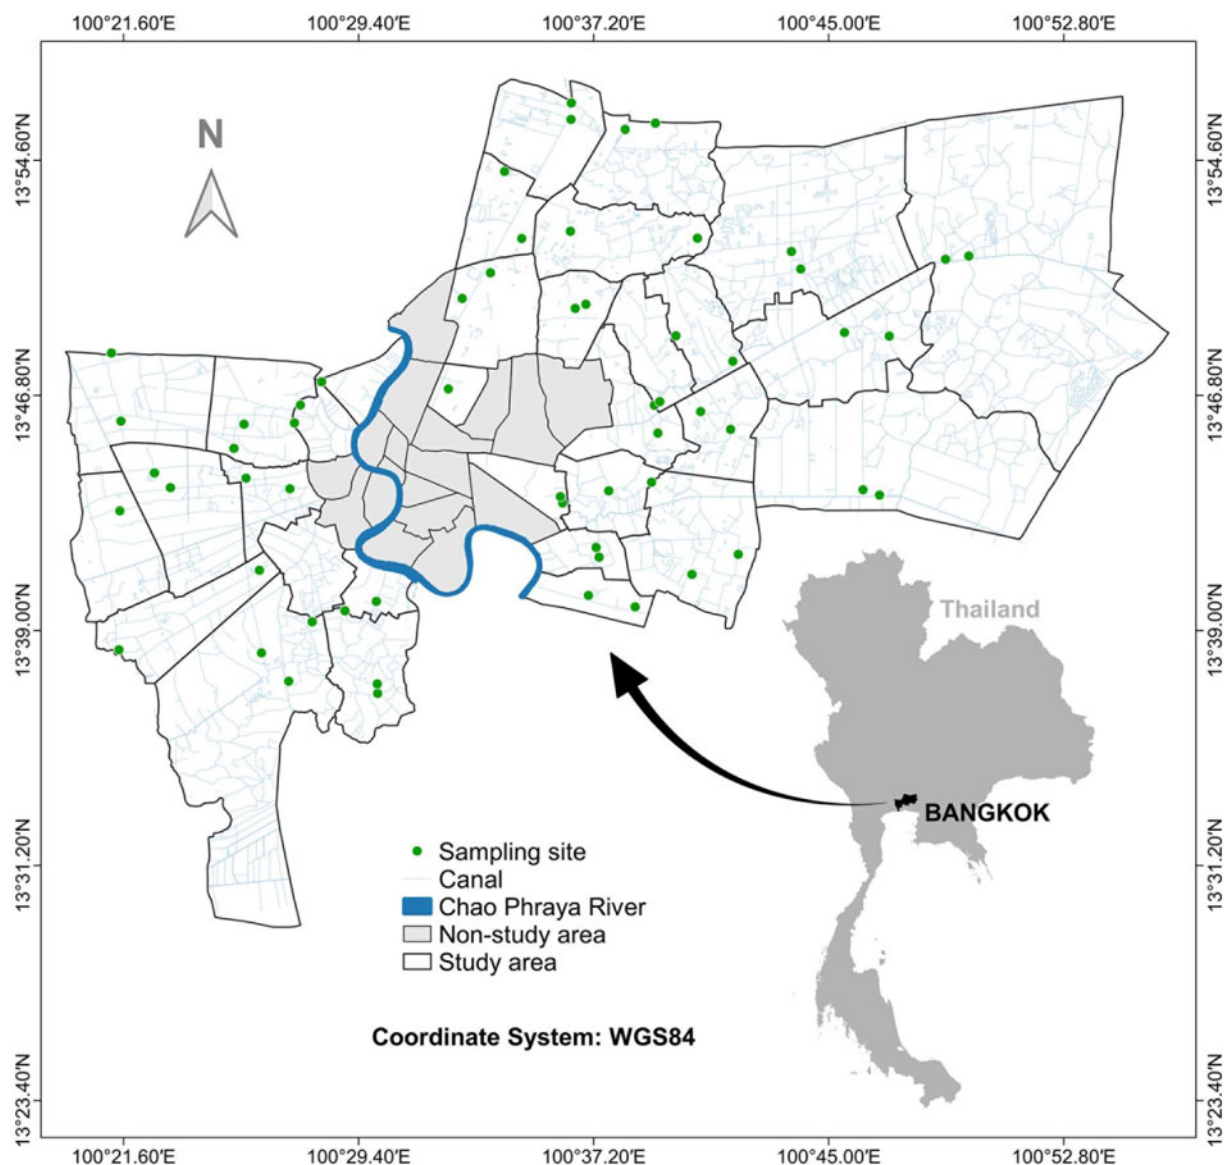 100°21.60'E 100°29.40'E 100°37.20'E 100°45.00'E 100°52.80'E
N
13°54.60'N 13°54.60'N
13°46.80'N 13°46.80'N
13°39.00'N 13°39.00'N
Thailand
BANGKOK
13°31.20'N 13°31.20'N
Sampling site
Canal
Chao Phraya River
Non-study area
Study area
Coordinate System: WGS84
13°23.40'N 13°23.40'N
100°21.60'E 100°29.40'E 100°37.20'E 100°45.00'E 100°52.80'E